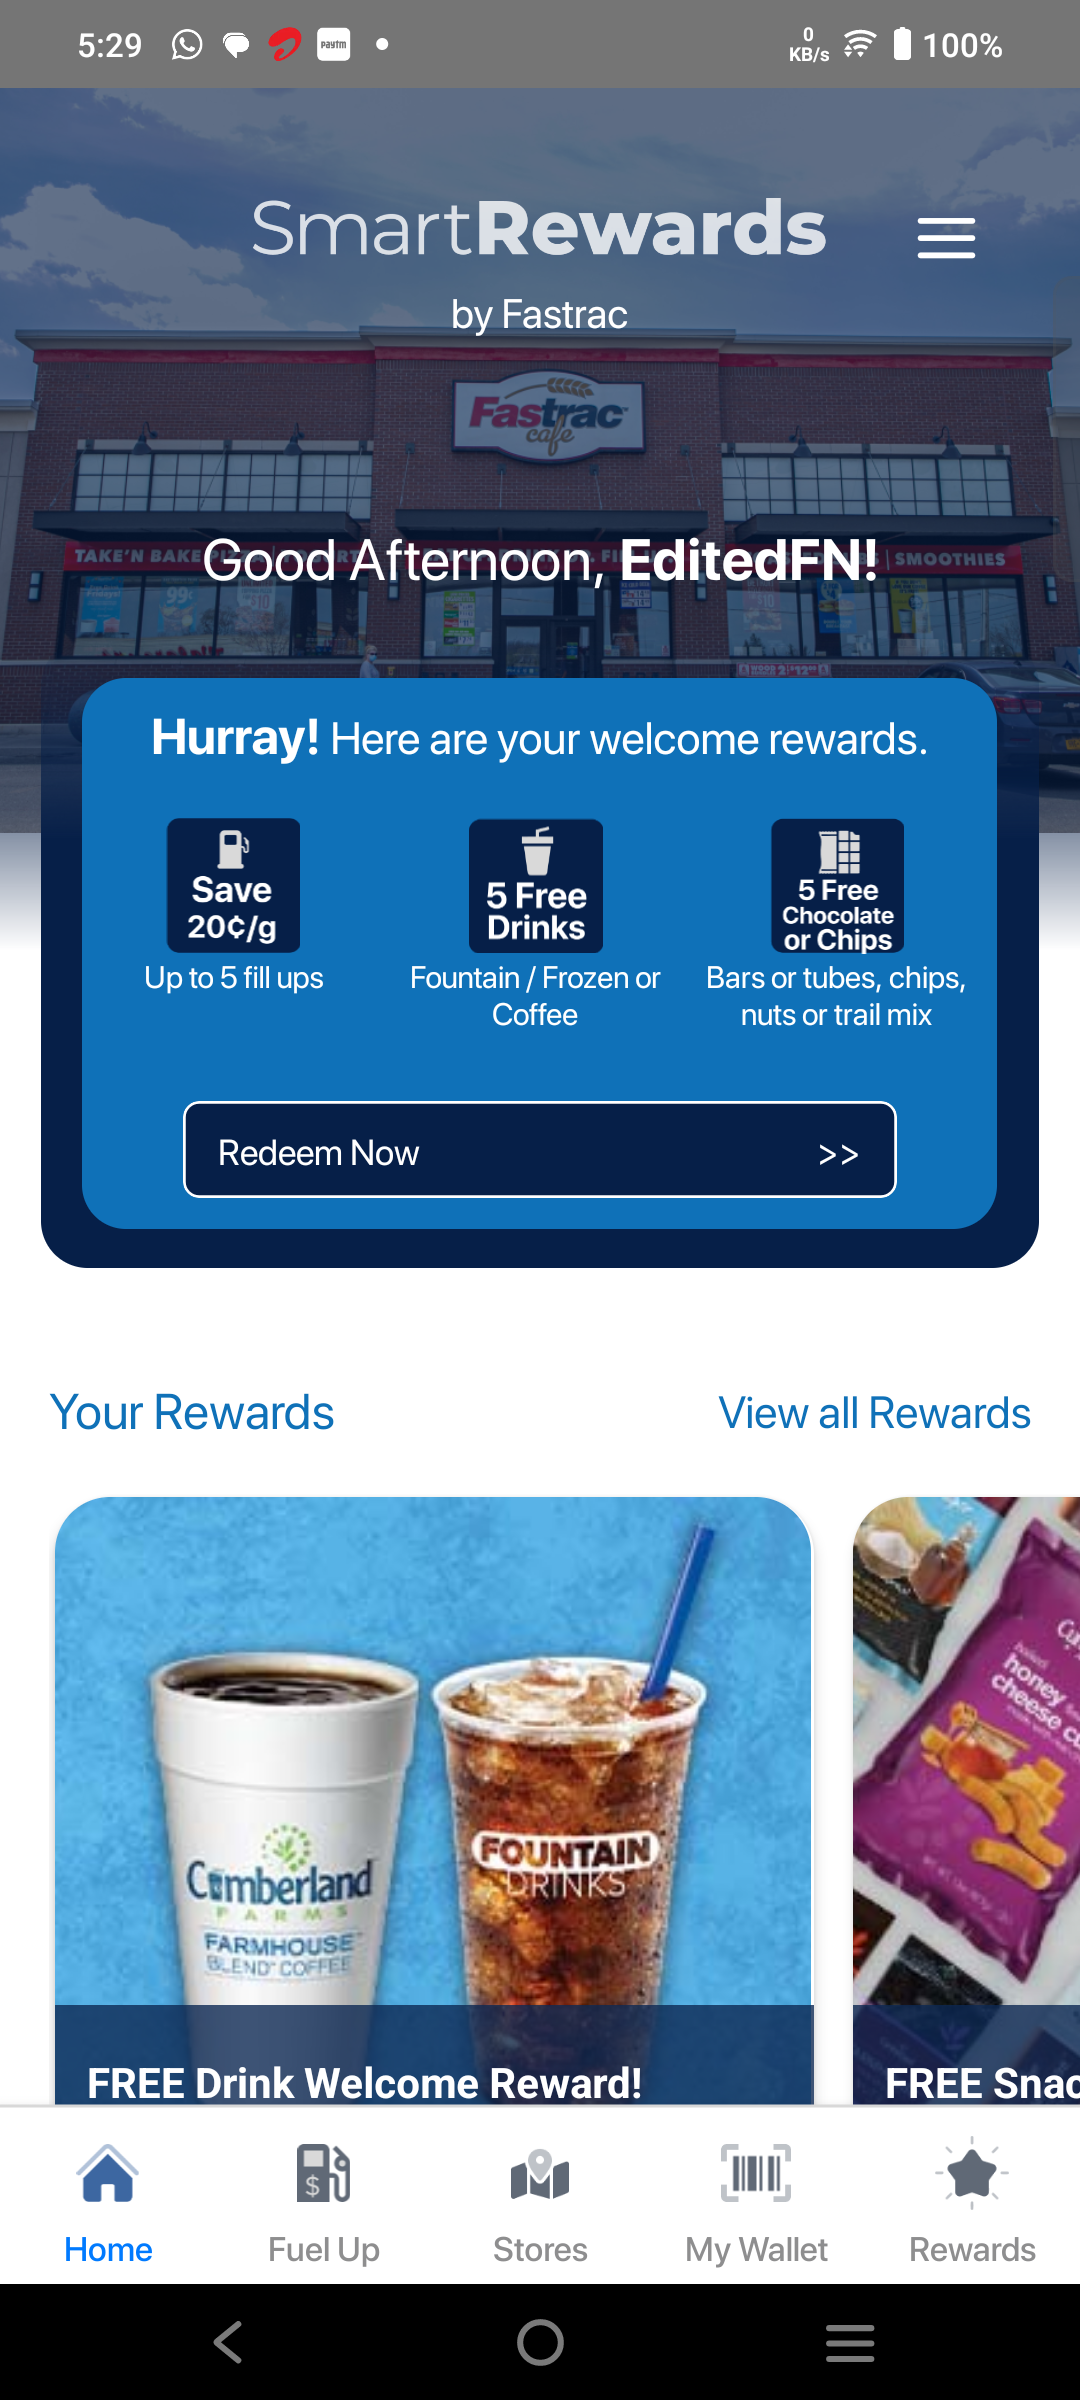 5:29
paytm
0
KB/s
100%
SmartRewards
by Fastrac
Fastrac
cafe
TAKE'N BAKE
| SMOOTHIES
Good Afternoon, EditedFN!
99¢
Hurray! Here are your welcome rewards.
Save
20¢/g
5 Free
Drinks
5 Free
Chocolate
or Chips
Up to 5 fill ups
Fountain / Frozen or
Coffee
Bars or tubes, chips,
nuts or trail mix
Redeem Now >>
Your Rewards
View all Rewards
Cumberland
FARMS
FARMHOUSE
BLEND COFFEE
FOUNTAIN
DRINKS
honey
cheese
FREE Drink Welcome Reward!
FREE Snac
$
Home
Fuel Up
Stores
My Wallet
Rewards